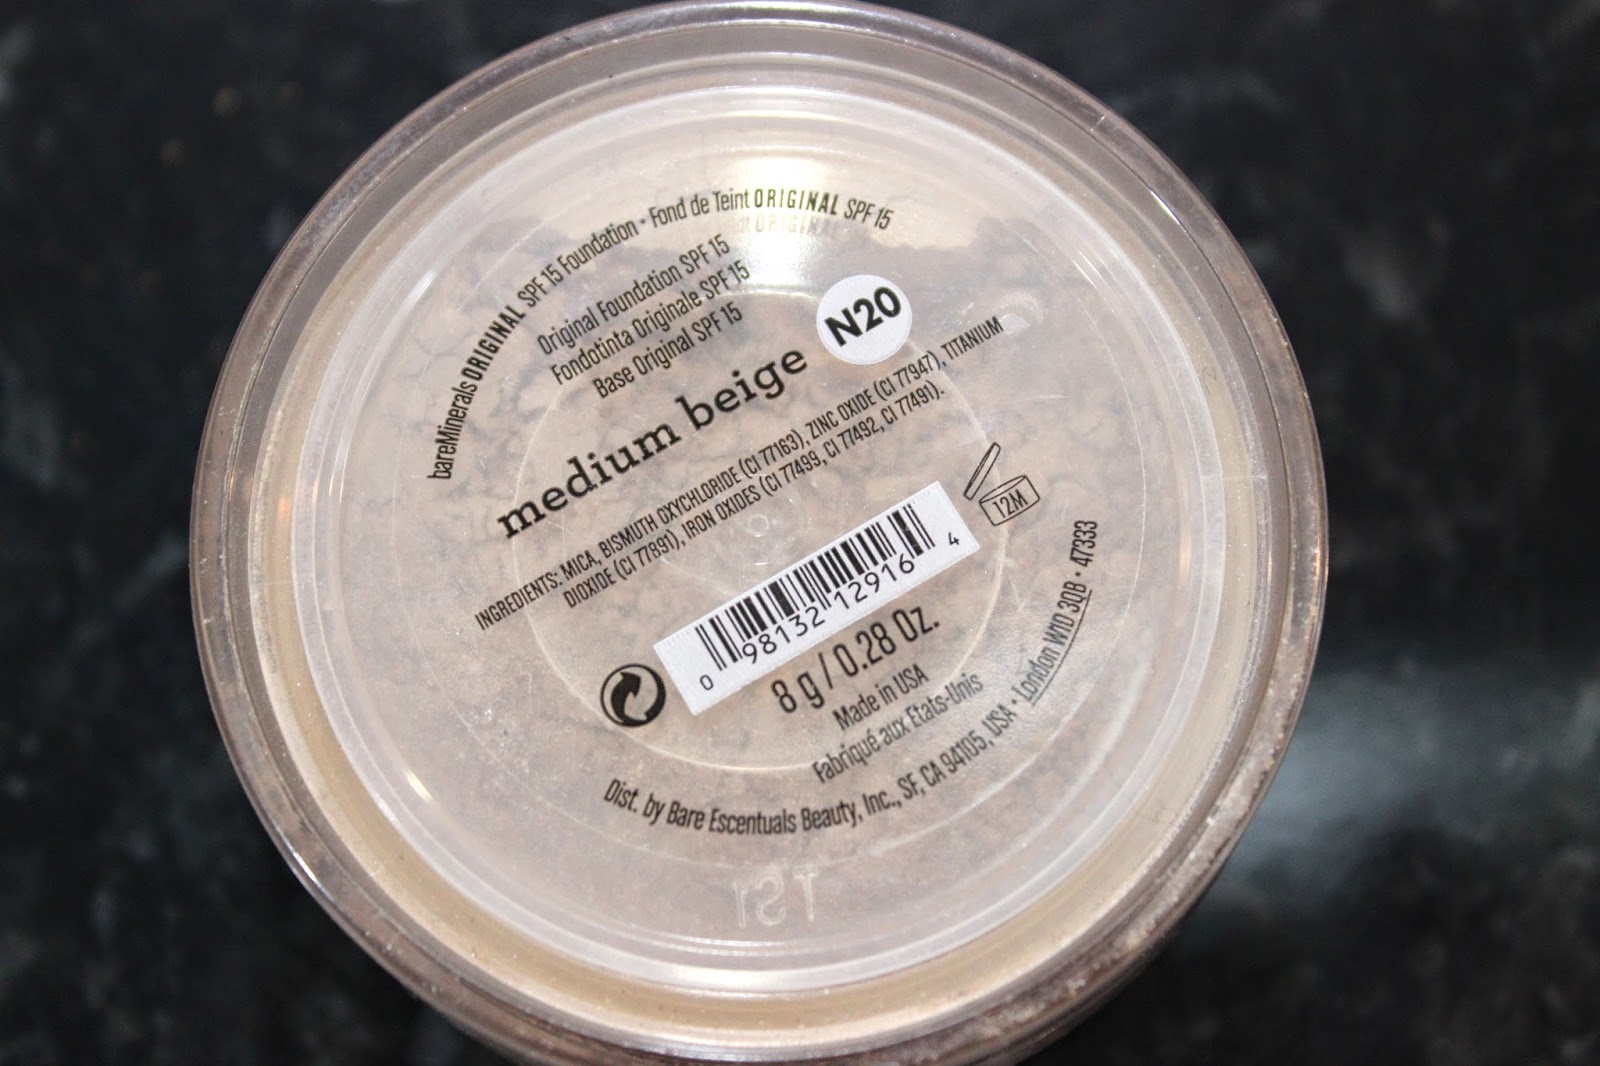 bareMinerals ORIGINAL SPF 15 Foundation - Fond de Teint ORIGINAL SPF 15
Original Foundation SPF 15
Fondotinta Originale SPF 15
Base Original SPF 15
medium beige N20
INGREDIENTS: MICA, BISMUTH OXYCHLORIDE (CI 77163), ZINC OXIDE (CI 77947), TITANIUM
DIOXIDE (CI 77891), IRON OXIDES (CI 77499, CI 77492, CI 77491).
12M
0 98132 12916 4
8 g / 0.28 Oz.
Made in USA
Fabriqué aux Etats-Unis
Dist. by Bare Escentuals Beauty, Inc., SF, CA 94105, USA • London W10 3QB • 47333
TS1